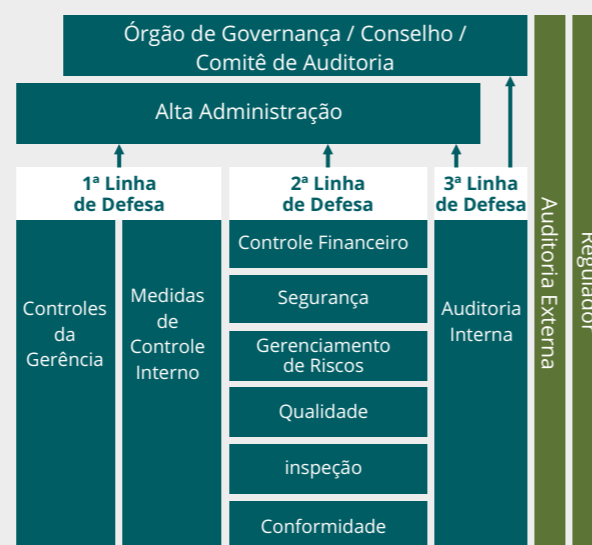 Órgão de Governança / Conselho /
Comitê de Auditoria
Alta Administração
1ª Linha
de Defesa
2ª Linha
de Defesa
3ª Linha
de Defesa
Controles
da
Gerência
Medidas
de
Controle
Interno
Controle Financeiro
Segurança
Gerenciamento
de Riscos
Qualidade
inspeção
Conformidade
Auditoria
Interna
Auditoria Externa
Regulador